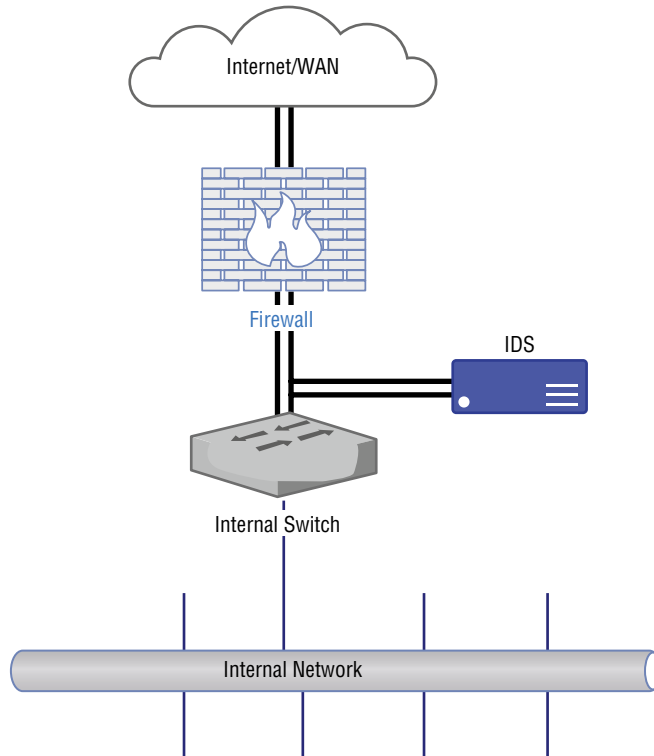 Internet/WAN
Firewall
IDS
Internal Switch
Internal Network